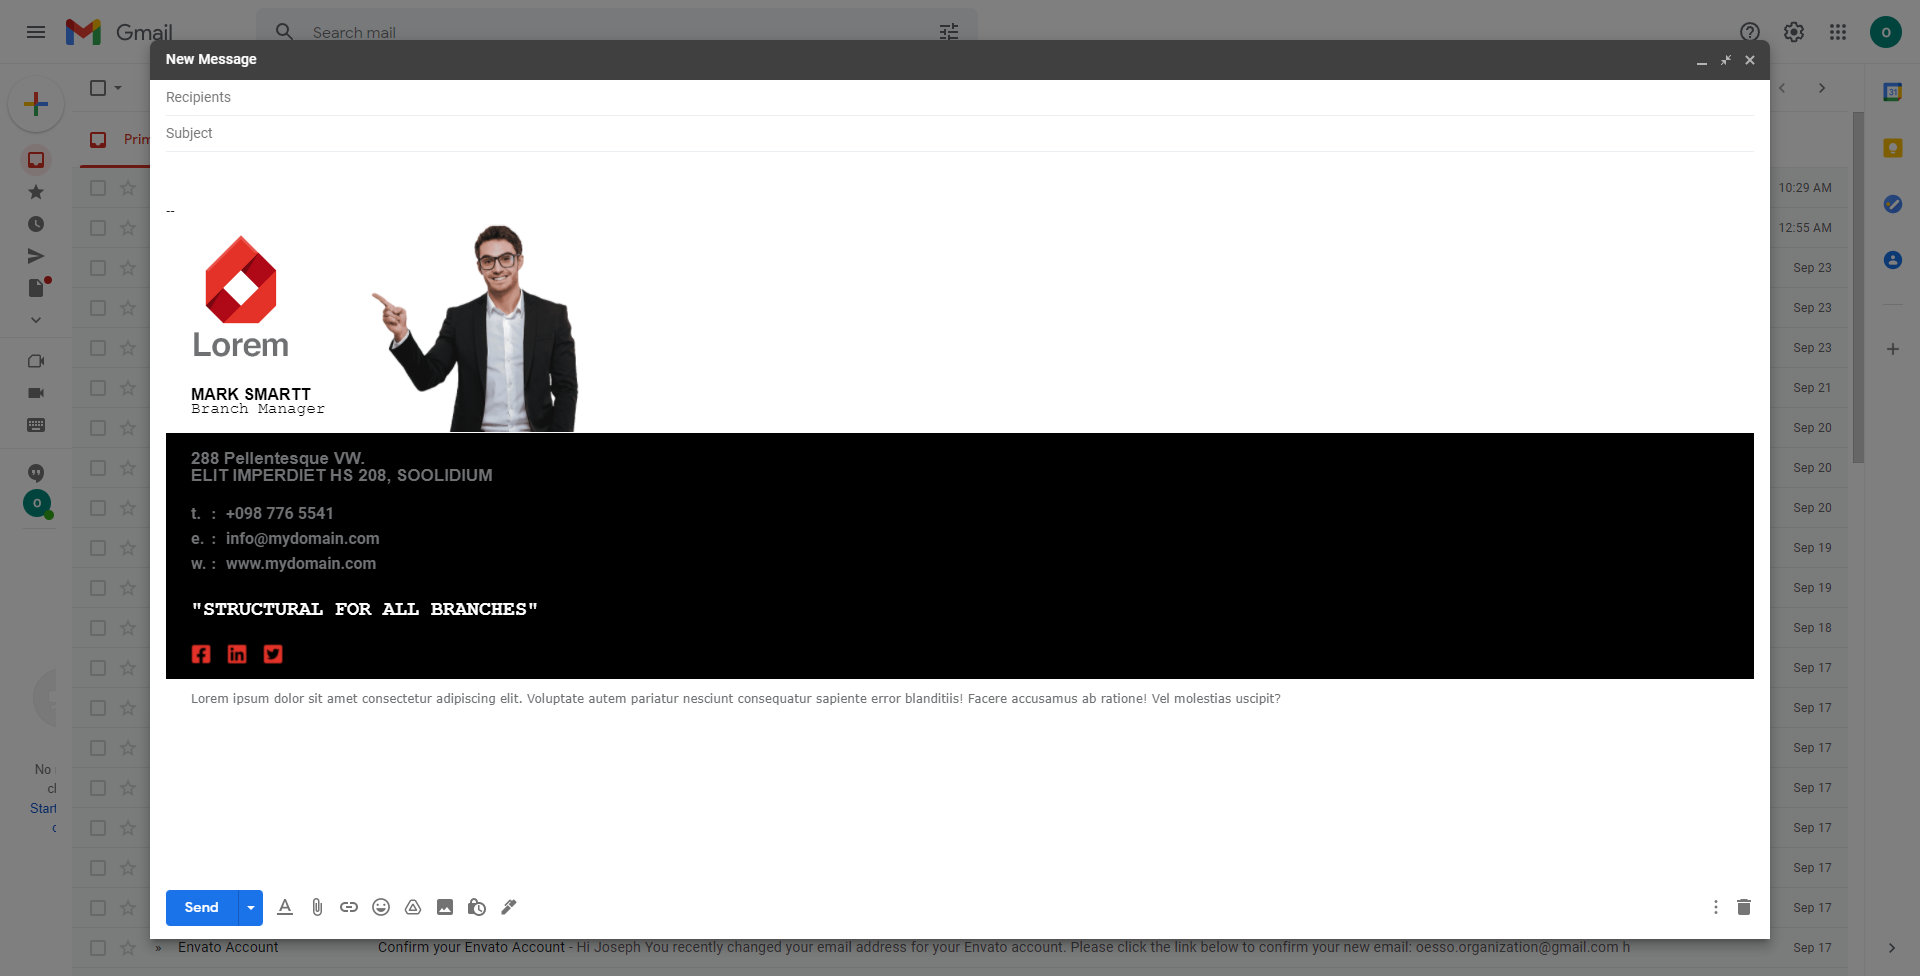 Gmail
Search mail
O
New Message
Recipients
Subject
31
Prim
10:29 AM
12:55 AM
Sep 23
Sep 23
Sep 23
Sep 21
Sep 20
Sep 20
Sep 20
Sep 19
Sep 19
Sep 18
Sep 17
Sep 17
Sep 17
Sep 17
Sep 17
Sep 17
Sep 17
--
Lorem
MARK SMARTT
Branch Manager
288 Pellentesque VW.
ELIT IMPERDIET HS 208, SOOLIDIUM
t. : +098 776 5541
e. : info@mydomain.com
w. : www.mydomain.com
"STRUCTURAL FOR ALL BRANCHES"
Lorem ipsum dolor sit amet consectetur adipiscing elit. Voluptate autem pariatur nesciunt consequatur sapiente error blanditiis! Facere accusamus ab ratione! Vel molestias uscipit?
O
No
cl
Start
Send
» Envato Account Confirm your Envato Account - Hi Joseph You recently changed your email address for your Envato account. Please click the link below to confirm your new email: oesso.organization@gmail.com h Sep 17